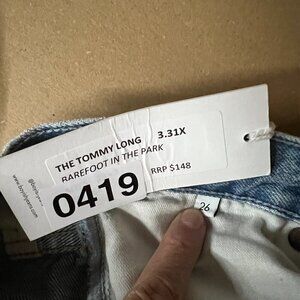 THE TOMMY LONG 3.31X
BAREFOOT IN THE PARK
RRP $148
0419
26